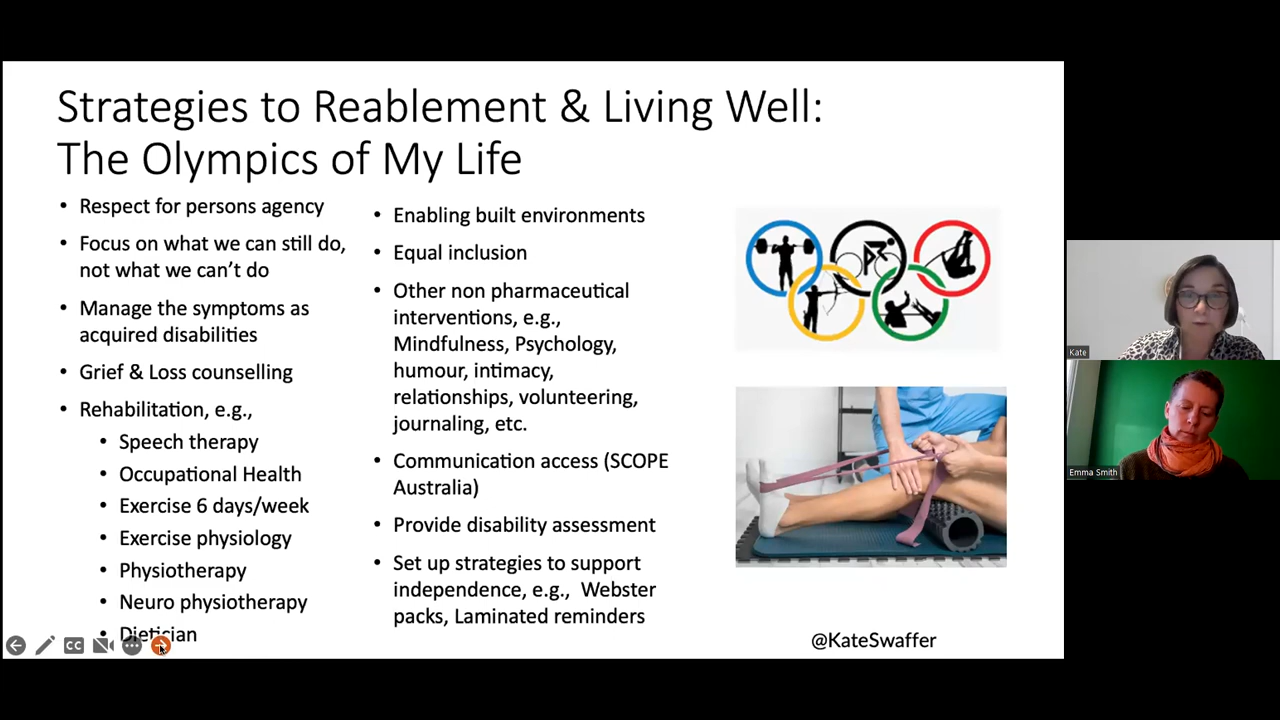 Strategies to Reablement & Living Well:
The Olympics of My Life
• Respect for persons agency
• Focus on what we can still do,
not what we can't do
• Manage the symptoms as
acquired disabilities
• Grief & Loss counselling
• Rehabilitation, e.g.,
• Speech therapy
• Occupational Health
• Exercise 6 days/week
• Exercise physiology
• Physiotherapy
• Neuro physiotherapy
• Dietician
• Enabling built environments
• Equal inclusion
• Other non pharmaceutical
interventions, e.g.,
Mindfulness, Psychology,
humour, intimacy,
relationships, volunteering,
journaling, etc.
• Communication access (SCOPE
Australia)
• Provide disability assessment
• Set up strategies to support
independence, e.g., Webster
packs, Laminated reminders
@KateSwaffer
CC
Kate
Emma Smith